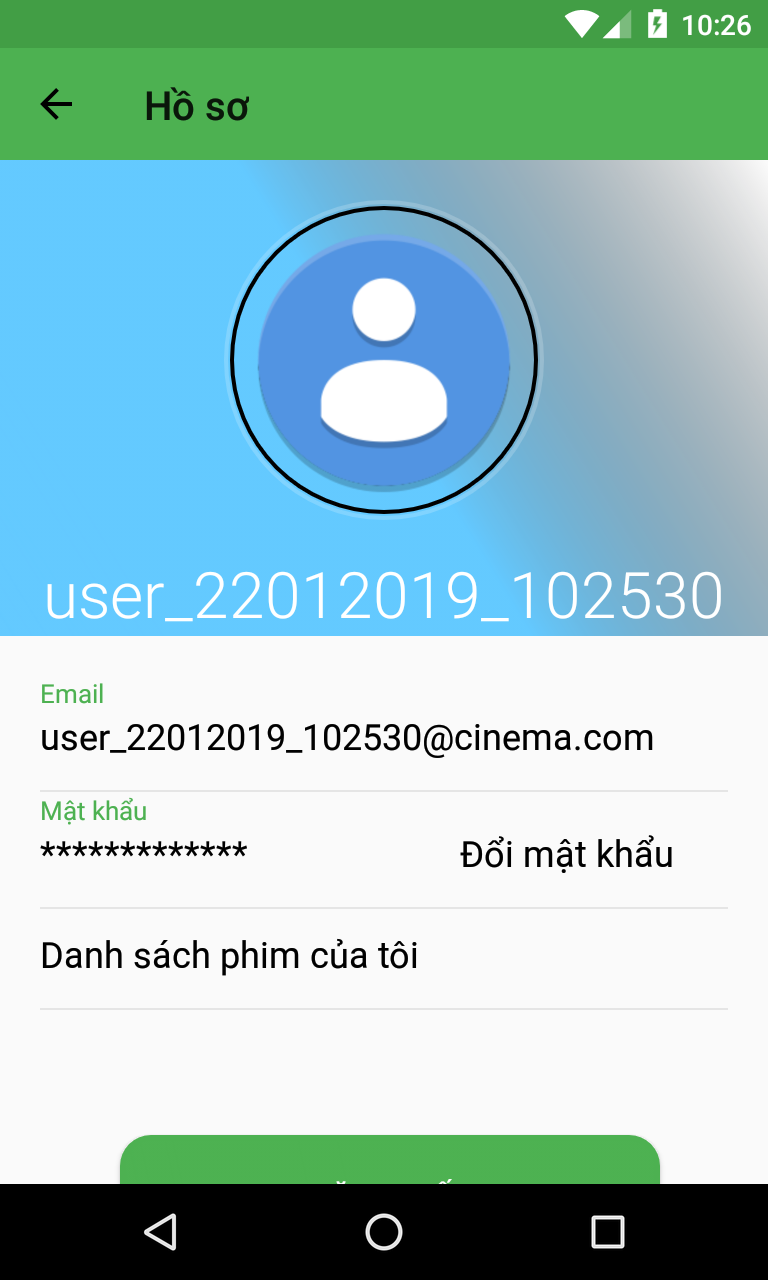 10:26
Hồ sơ
user_22012019_102530
Email
user_22012019_102530@cinema.com
Mật khẩu
************* Đổi mật khẩu
Danh sách phim của tôi